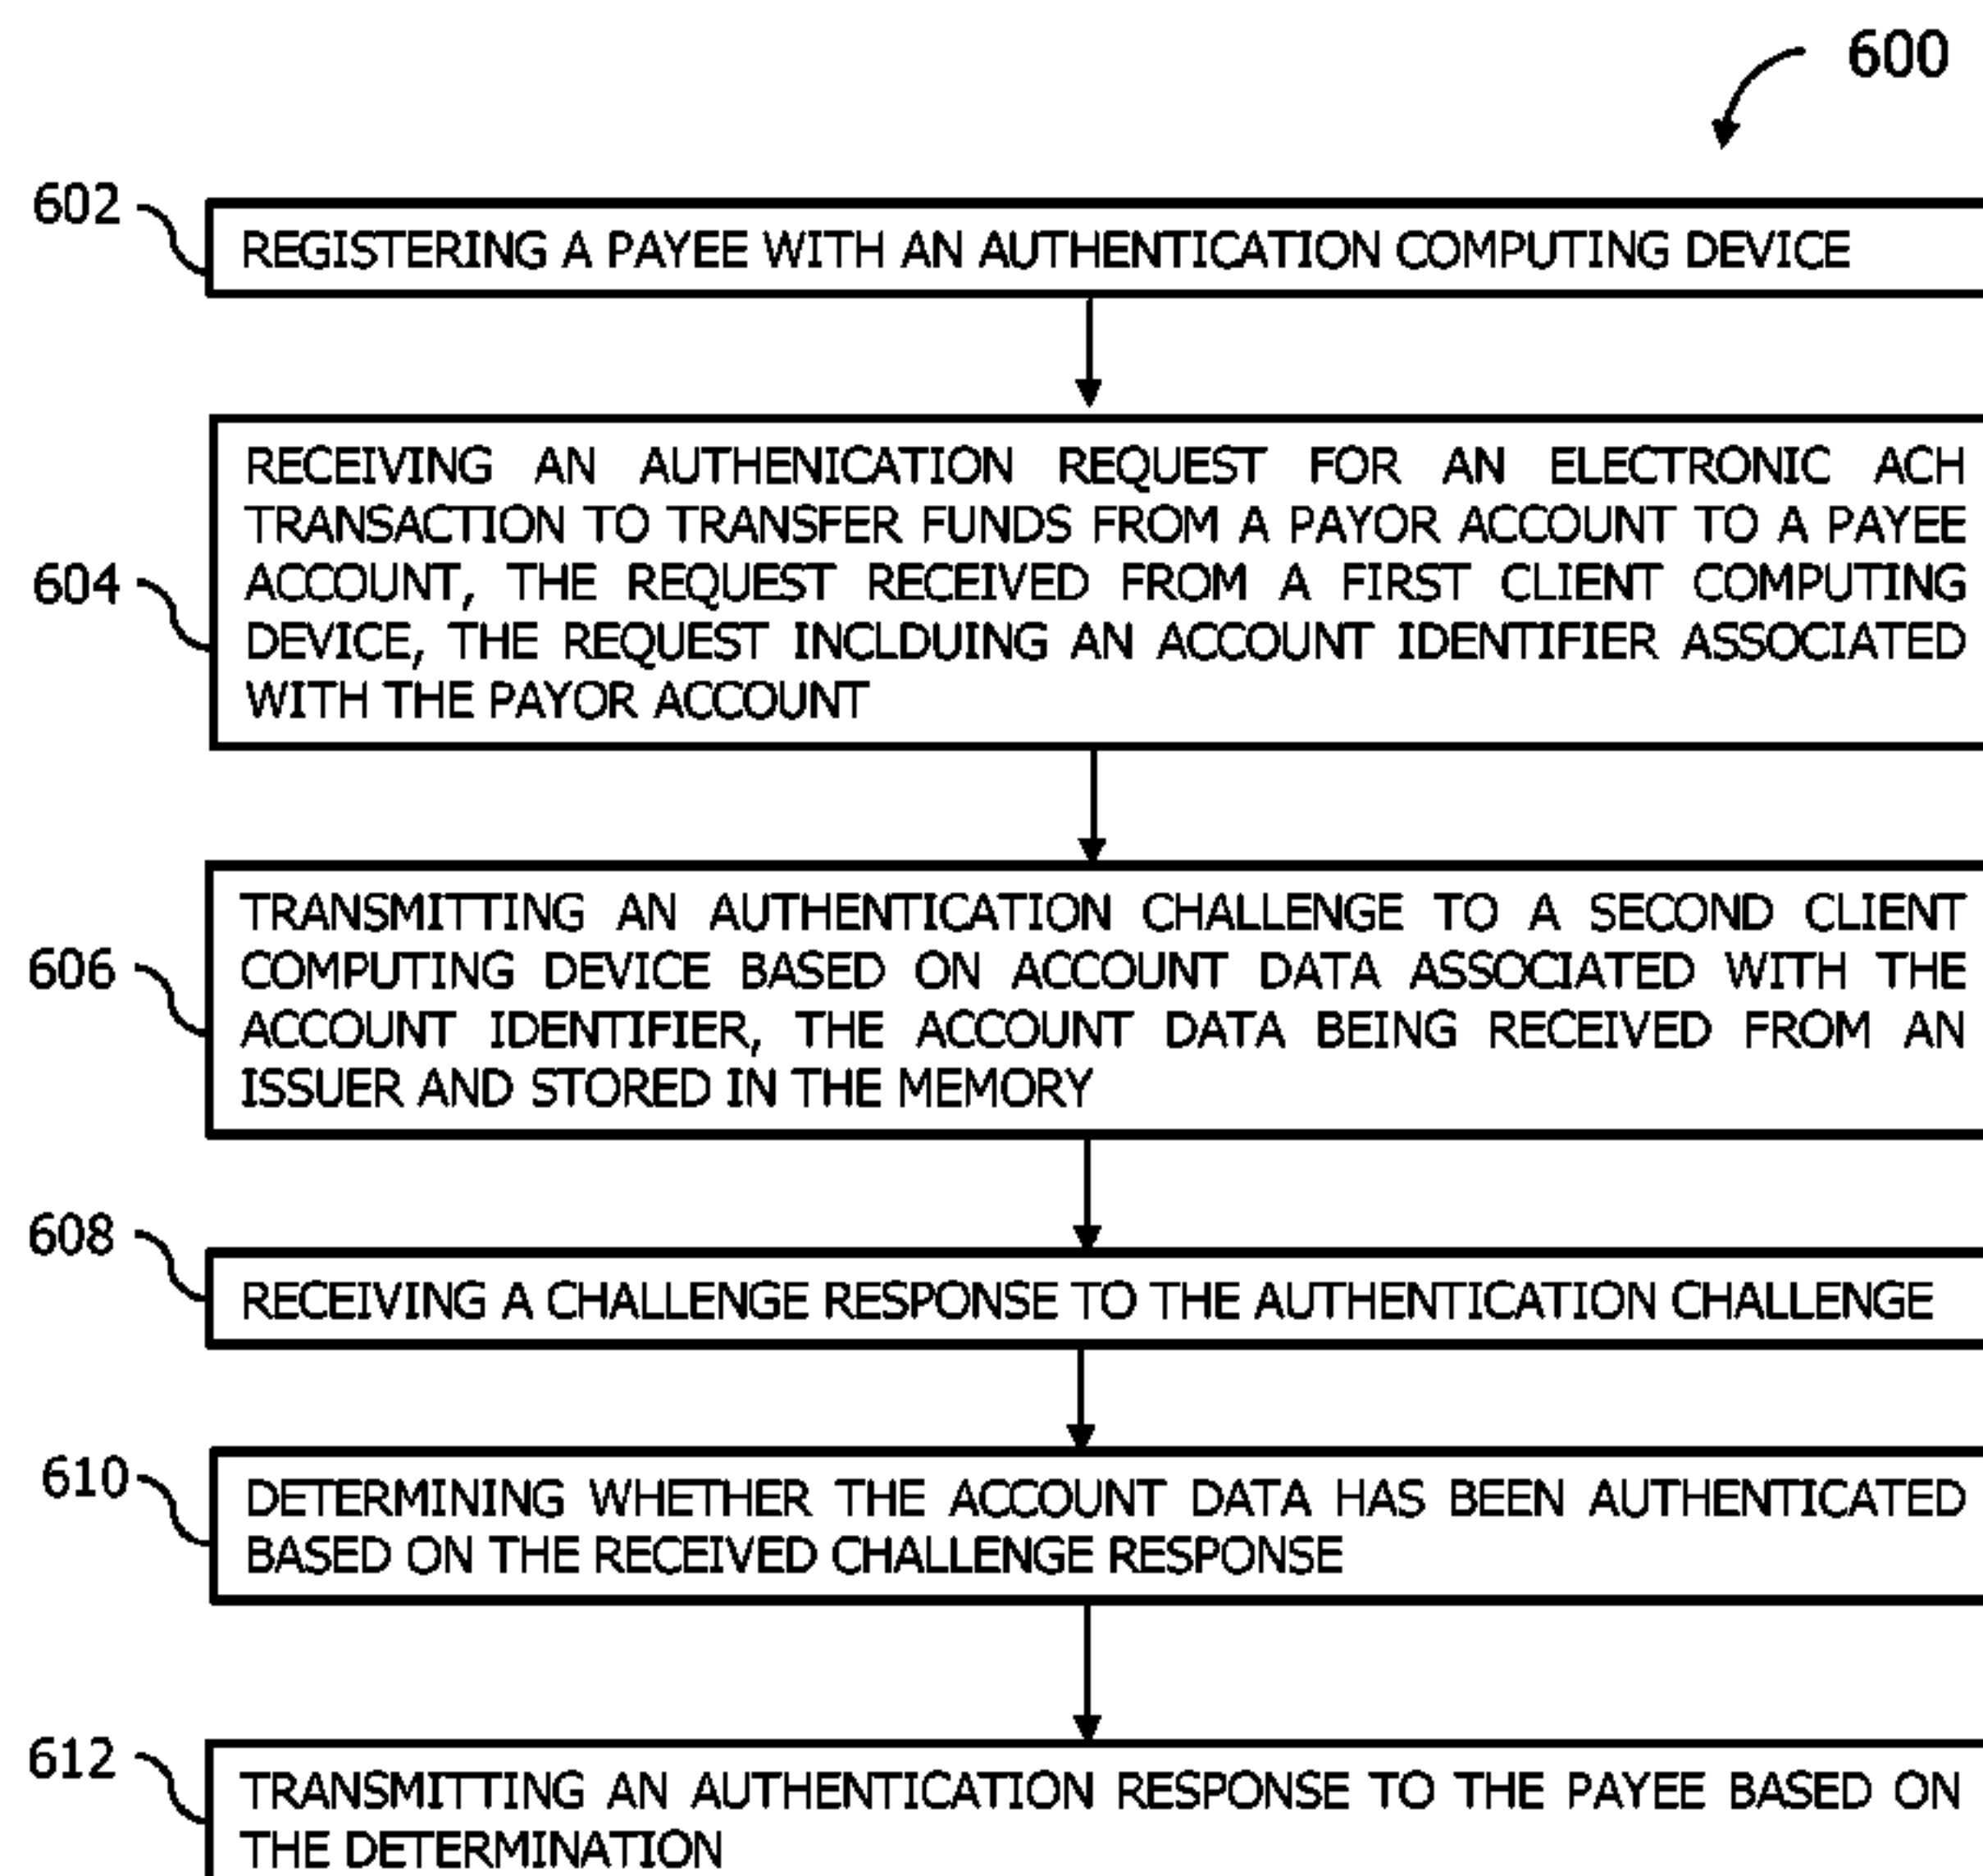 600
602
REGISTERING A PAYEE WITH AN AUTHENTICATION COMPUTING DEVICE
604
RECEIVING AN AUTHENICATION REQUEST FOR AN ELECTRONIC ACH
TRANSACTION TO TRANSFER FUNDS FROM A PAYOR ACCOUNT TO A PAYEE
ACCOUNT, THE REQUEST RECEIVED FROM A FIRST CLIENT COMPUTING
DEVICE, THE REQUEST INCLDUING AN ACCOUNT IDENTIFIER ASSOCIATED
WITH THE PAYOR ACCOUNT
606
TRANSMITTING AN AUTHENTICATION CHALLENGE TO A SECOND CLIENT
COMPUTING DEVICE BASED ON ACCOUNT DATA ASSOCIATED WITH THE
ACCOUNT IDENTIFIER, THE ACCOUNT DATA BEING RECEIVED FROM AN
ISSUER AND STORED IN THE MEMORY
608
RECEIVING A CHALLENGE RESPONSE TO THE AUTHENTICATION CHALLENGE
610
DETERMINING WHETHER THE ACCOUNT DATA HAS BEEN AUTHENTICATED
BASED ON THE RECEIVED CHALLENGE RESPONSE
612
TRANSMITTING AN AUTHENTICATION RESPONSE TO THE PAYEE BASED ON
THE DETERMINATION